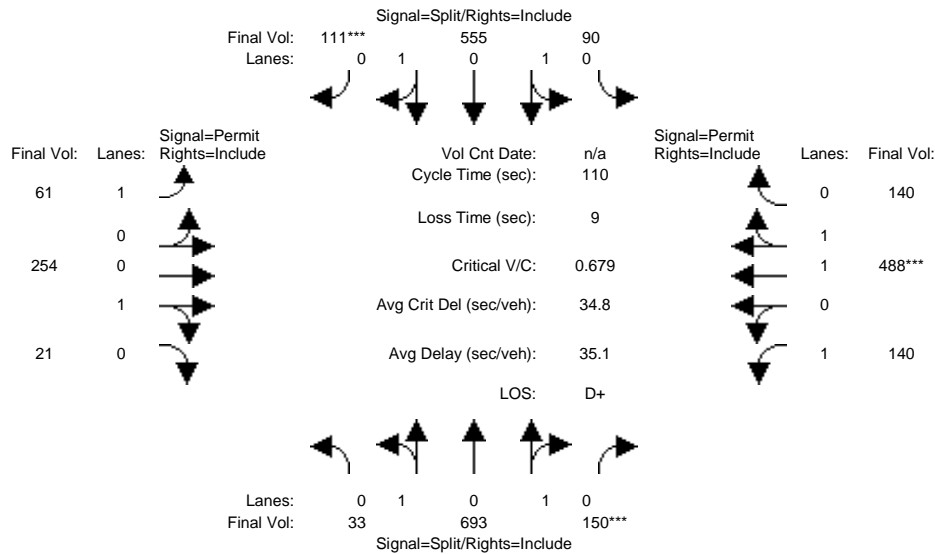 Signal=Split/Rights=Include
Final Vol: 111*** 555 90
Lanes: 0 1 0 1 0
Signal=Permit
Final Vol: Lanes: Rights=Include
Vol Cnt Date: n/a
Signal=Permit
Rights=Include Lanes: Final Vol:
Cycle Time (sec): 110
61 1
0 140
Loss Time (sec): 9
0
1
254 0
Critical V/C: 0.679
1 488***
1
Avg Crit Del (sec/veh): 34.8
0
21 0
Avg Delay (sec/veh): 35.1
1 140
LOS: D+
Lanes: 0 1 0 1 0
Final Vol: 33 693 150***
Signal=Split/Rights=Include